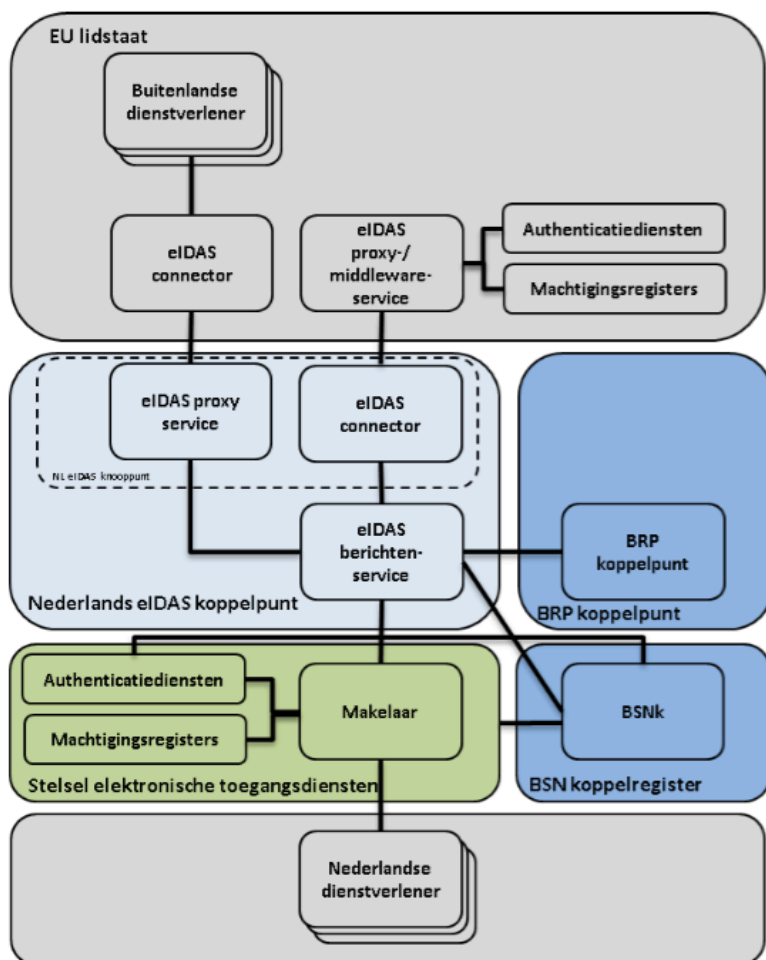 EU lidstaat
Buitenlandse
dienstverlener
eIDAS
connector
eIDAS
proxy-/
middleware-
service
Authenticatiediensten
Machtigingsregisters
eIDAS proxy
service
eIDAS
connector
NL eIDAS knooppunt
eIDAS
berichten-
service
Nederlands eIDAS koppelpunt
BRP
koppelpunt
BRP koppelpunt
Authenticatiediensten
Machtigingsregisters
Makelaar
Stelsel elektronische toegangsdiensten
BSNk
BSN koppelregister
Nederlandse
dienstverlener